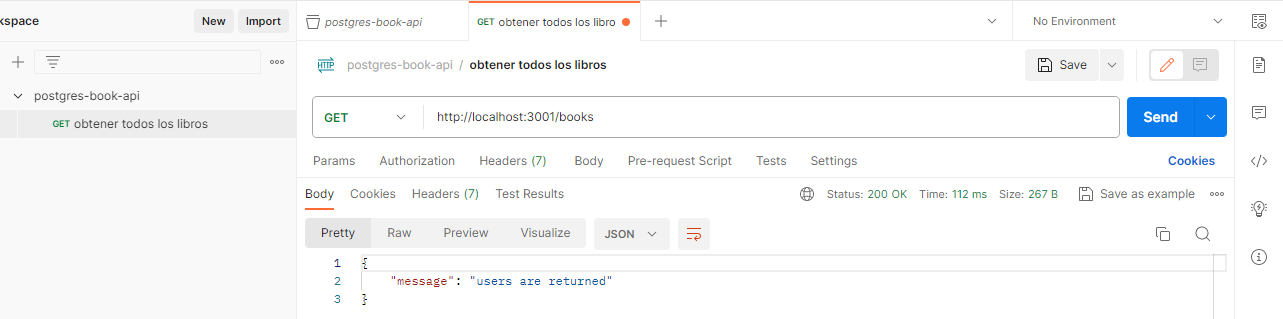 kspace New Import
postgres-book-api
GET obtener todos los libro
No Environment
HTTP postgres-book-api / obtener todos los libros
Save
postgres-book-api
GET obtener todos los libros
GET http://localhost:3001/books
Send
Params Authorization Headers (7) Body Pre-request Script Tests Settings Cookies
Body Cookies Headers (7) Test Results Status: 200 OK Time: 112 ms Size: 267 B Save as example
Pretty Raw Preview Visualize JSON
1 {
2 "message": "users are returned"
3 }